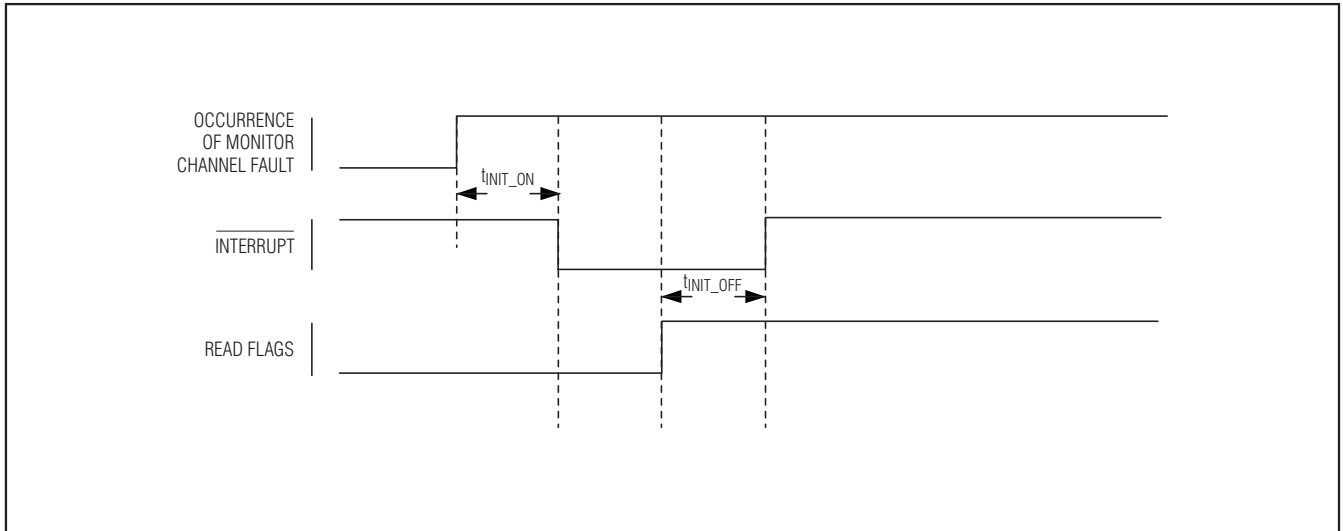 OCCURRENCE
OF MONITOR
CHANNEL FAULT
tINIT_ON
INTERRUPT
tINIT_OFF
READ FLAGS